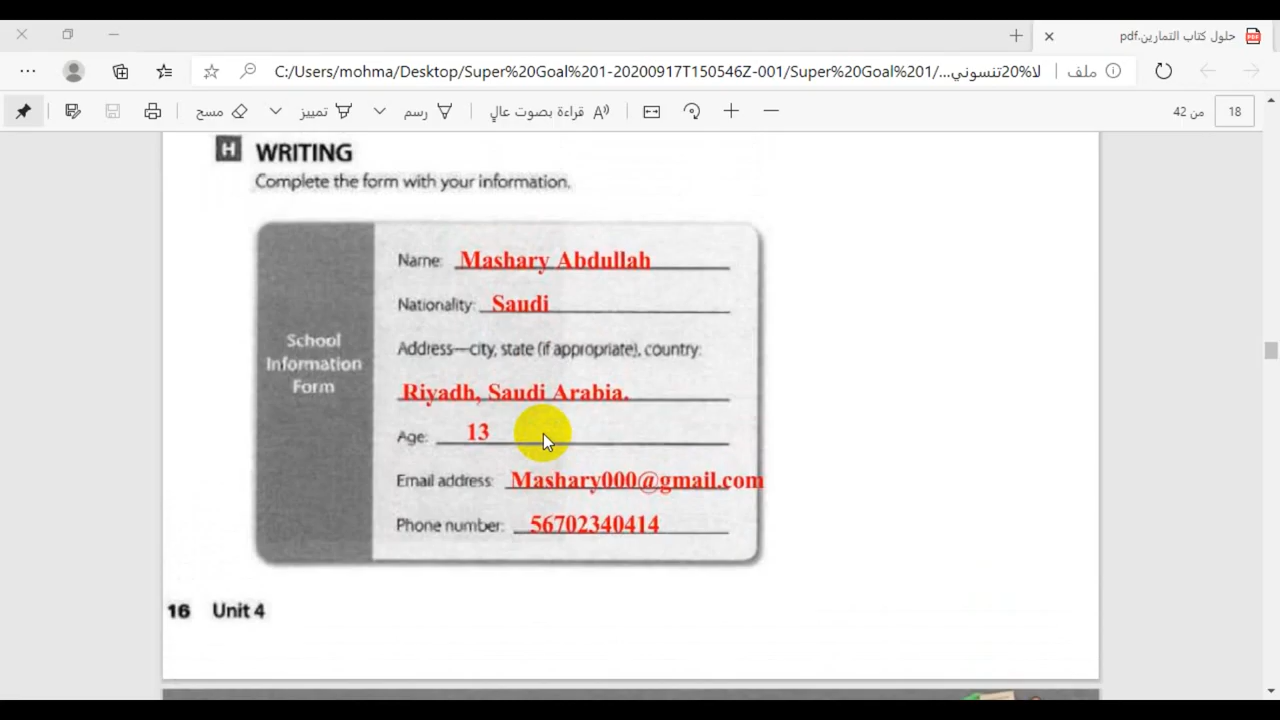 حلول كتاب التمارين.pdf
C:/Users/mohma/Desktop/Super%20Goal%201-20200917T150546Z-001/Super%20Goal%201/...لا%20تنسوني
ملف
مسح
تمييز
رسم
قراءة بصوت عالٍ
18
من 42
H WRITING
Complete the form with your information.
School
Information
Form
Name: Mashary Abdullah
Nationality: Saudi
Address—city, state (if appropriate), country:
Riyadh, Saudi Arabia.
Age: 13
Email address: Mashary000@gmail.com
Phone number: 56702340414
16 Unit 4